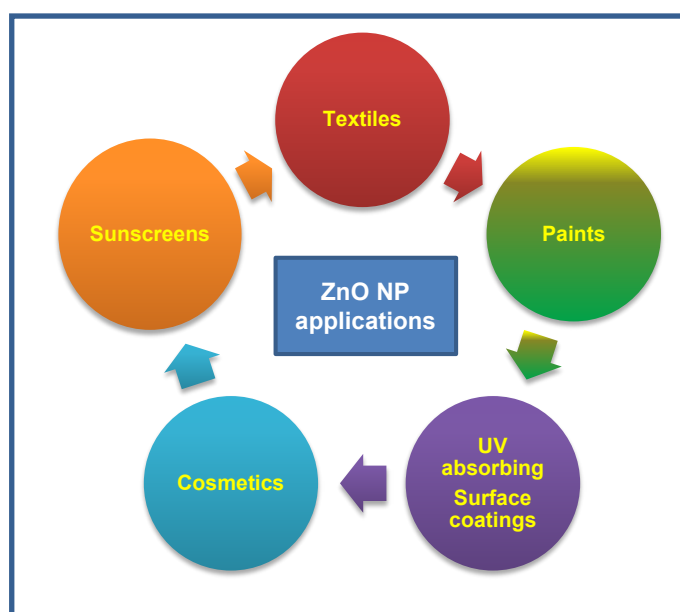 Textiles
Sunscreens
Paints
ZnO NP
applications
UV
absorbing
Surface
coatings
Cosmetics